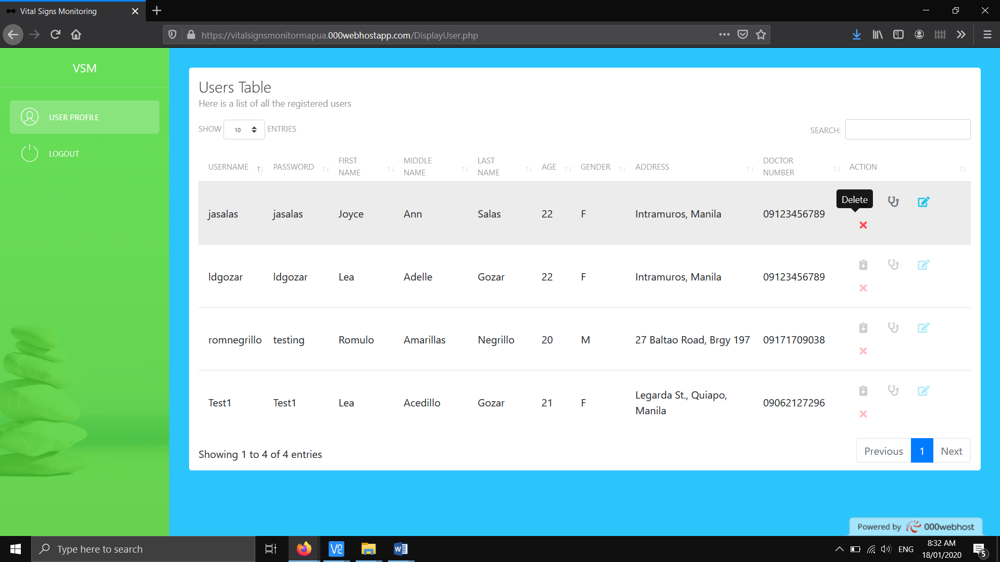 Vital Signs Monitoring
https://vitalsignsmonitormapua.000webhostapp.com/DisplayUser.php
VSM
USER PROFILE
LOGOUT
Users Table
Here is a list of all the registered users
SHOW 10 ENTRIES
SEARCH:
USERNAME PASSWORD FIRST NAME MIDDLE NAME LAST NAME AGE GENDER ADDRESS DOCTOR NUMBER ACTION
Delete
jasalas jasalas Joyce Ann Salas 22 F Intramuros, Manila 09123456789
ldgozar ldgozar Lea Adelle Gozar 22 F Intramuros, Manila 09123456789
romnegrillo testing Romulo Amarillas Negrillo 20 M 27 Baltao Road, Brgy 197 09171709038
Test1 Test1 Lea Acedillo Gozar 21 F Legarda St., Quiapo, Manila 09062127296
Showing 1 to 4 of 4 entries
Previous 1 Next
Powered by 000webhost
Type here to search
ENG
8:32 AM
18/01/2020
5